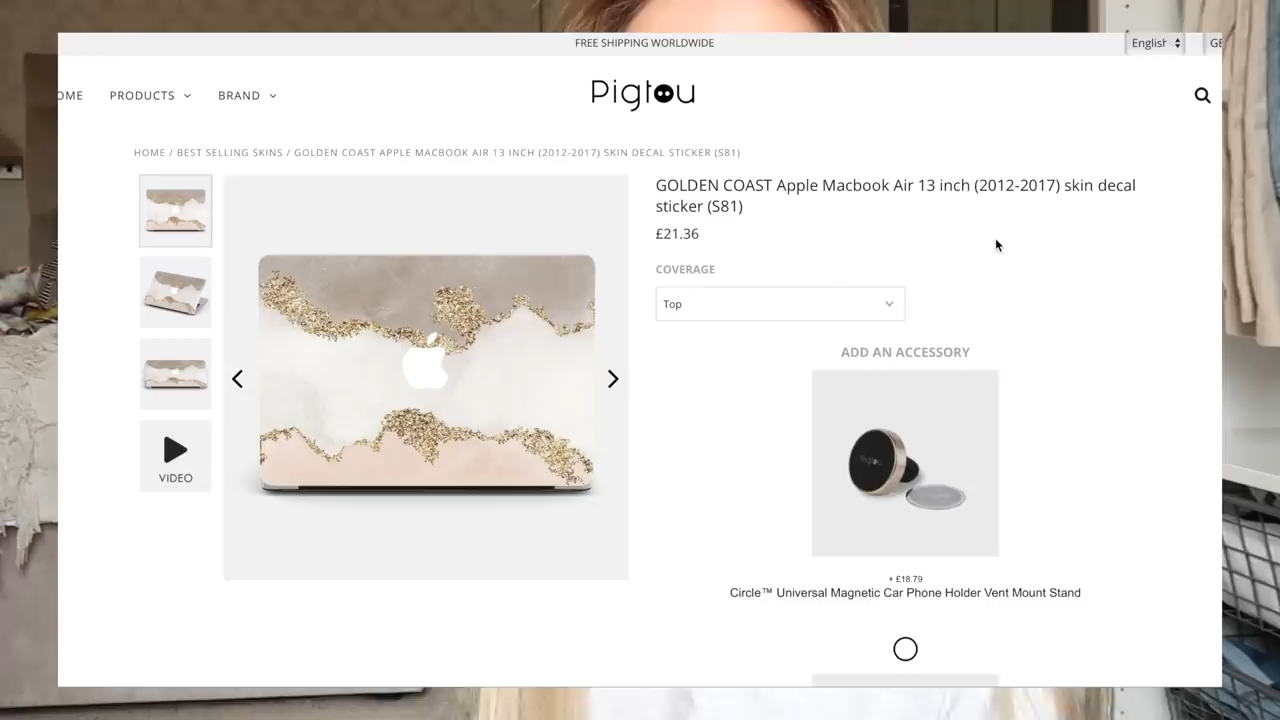 FREE SHIPPING WORLDWIDE
English
GE
OME
PRODUCTS
BRAND
Pigtou
HOME / BEST SELLING SKINS / GOLDEN COAST APPLE MACBOOK AIR 13 INCH (2012-2017) SKIN DECAL STICKER (S81)
GOLDEN COAST Apple Macbook Air 13 inch (2012-2017) skin decal
sticker (S81)
£21.36
COVERAGE
Top
VIDEO
ADD AN ACCESSORY
Pigtou
+ £18.79
Circle™ Universal Magnetic Car Phone Holder Vent Mount Stand